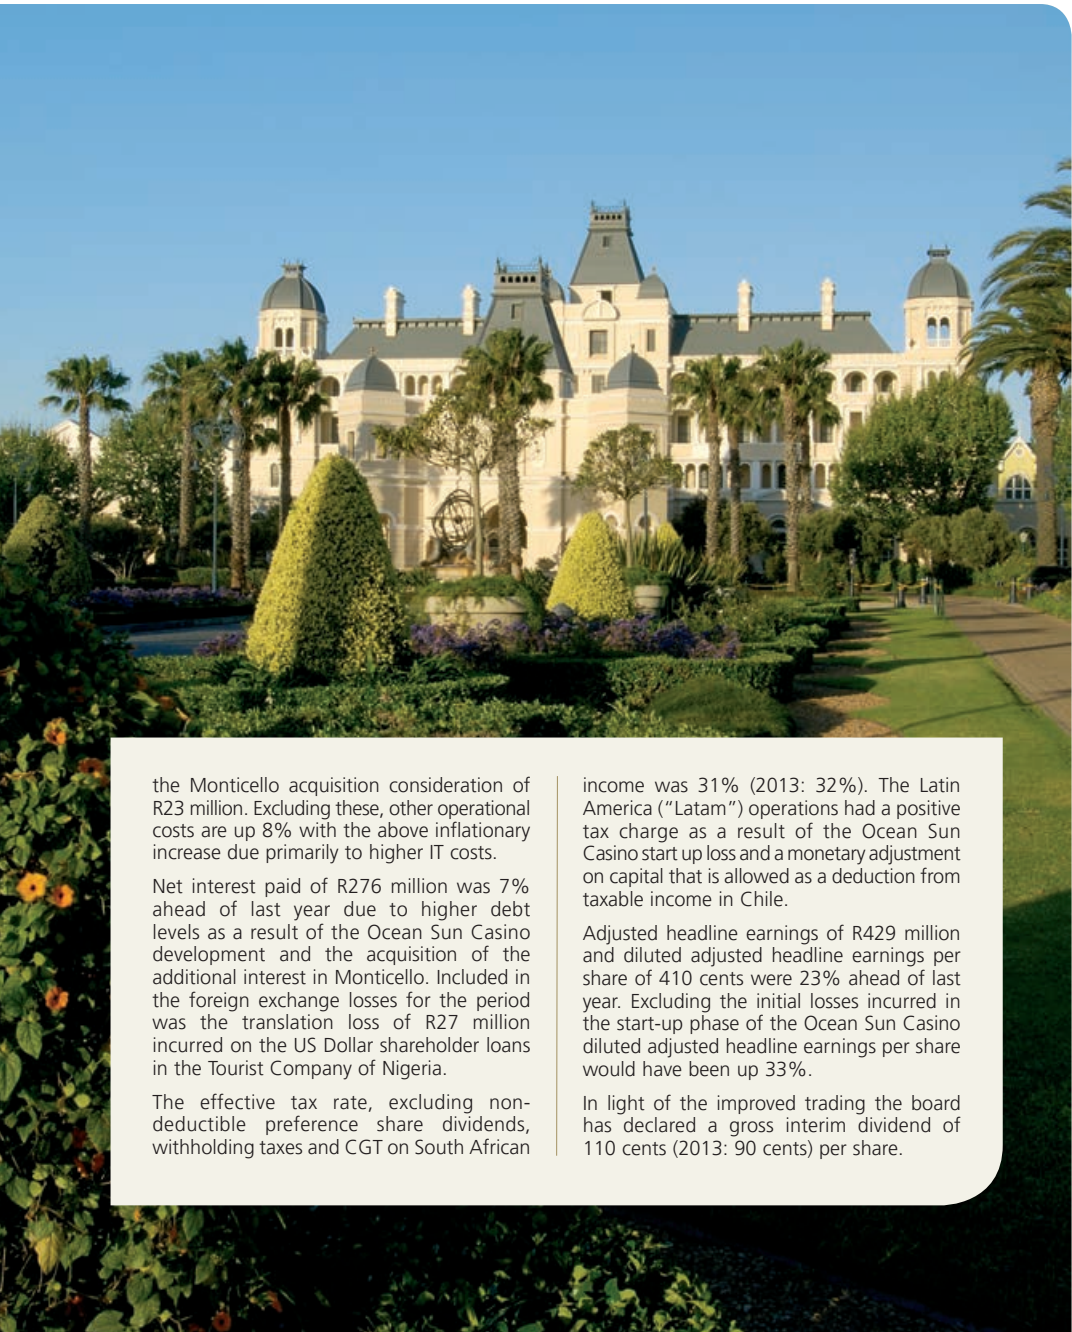 the Monticello acquisition consideration of
R23 million. Excluding these, other operational
costs are up 8% with the above inflationary
increase due primarily to higher IT costs.
Net interest paid of R276 million was 7%
ahead of last year due to higher debt
levels as a result of the Ocean Sun Casino
development and the acquisition of the
additional interest in Monticello. Included in
the foreign exchange losses for the period
was the translation loss of R27 million
incurred on the US Dollar shareholder loans
in the Tourist Company of Nigeria.
The effective tax rate, excluding non-
deductible preference share dividends,
withholding taxes and CGT on South African
income was 31% (2013: 32%). The Latin
America (“Latam”) operations had a positive
tax charge as a result of the Ocean Sun
Casino start up loss and a monetary adjustment
on capital that is allowed as a deduction from
taxable income in Chile.
Adjusted headline earnings of R429 million
and diluted adjusted headline earnings per
share of 410 cents were 23% ahead of last
year. Excluding the initial losses incurred in
the start-up phase of the Ocean Sun Casino
diluted adjusted headline earnings per share
would have been up 33%.
In light of the improved trading the board
has declared a gross interim dividend of
110 cents (2013: 90 cents) per share.